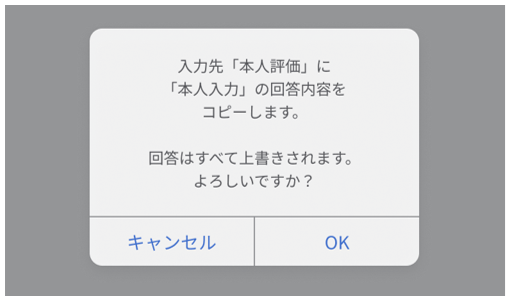 入力先「本人評価」に
「本人入力」の回答内容を
コピーします。
回答はすべて上書きされます。
よろしいですか？
キャンセル
OK